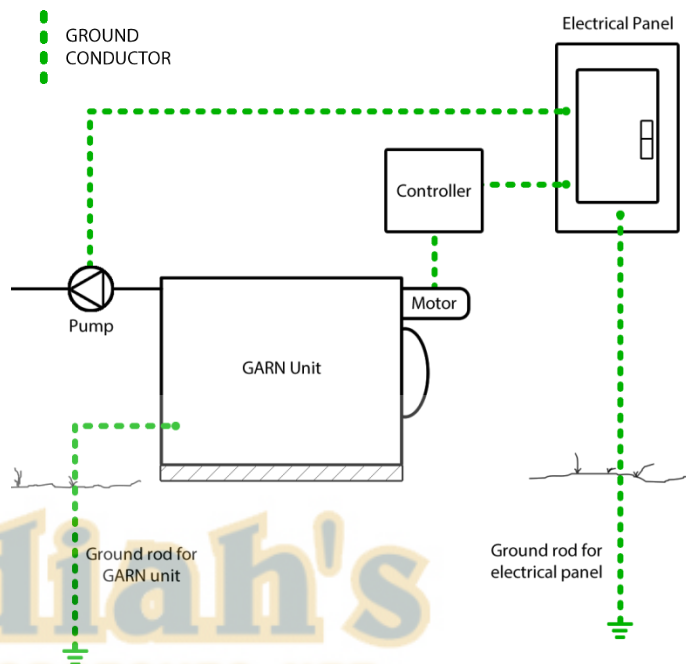 Electrical Panel
GROUND
CONDUCTOR
Controller
Motor
Pump
GARN Unit
Ground rod for
GARN unit
Ground rod for
electrical panel
diah's